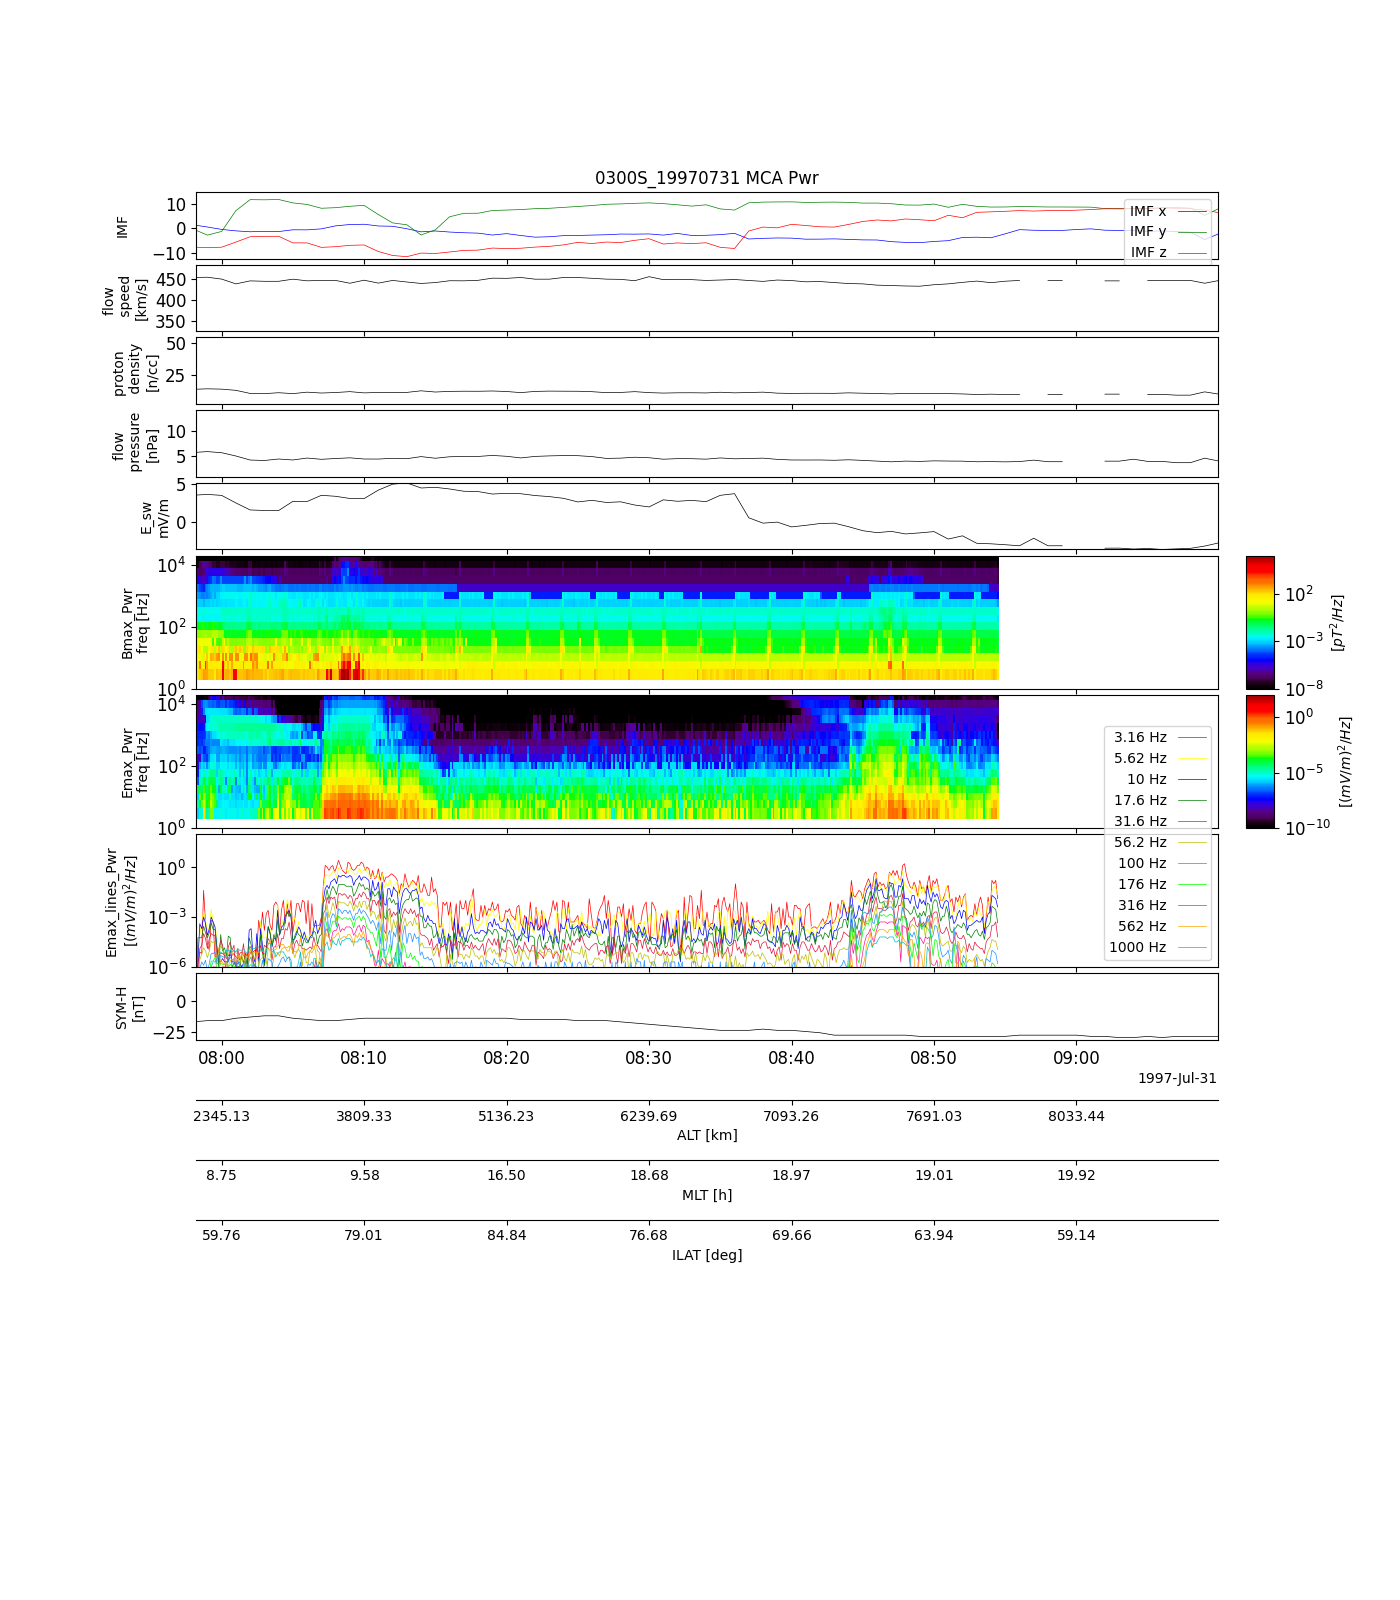 0300S_19970731 MCA Pwr
IMF
10
0
−10
IMF x
IMF y
IMF z
flow
speed
[km/s]
450
400
350
proton
density
[n/cc]
50
25
flow
pressure
[nPa]
10
5
E_sw
mV/m
5
0
Bmax_Pwr
freq [Hz]
10^4
10^2
10^0
10^2
10^−3
10^−8
[pT^2/Hz]
Emax_Pwr
freq [Hz]
10^4
10^2
10^0
10^0
10^−5
10^−10
[(mV/m)^2/Hz]
3.16 Hz
5.62 Hz
10 Hz
17.6 Hz
31.6 Hz
56.2 Hz
100 Hz
176 Hz
316 Hz
562 Hz
1000 Hz
Emax_lines_Pwr
[(mV/m)^2/Hz]
10^0
10^−3
10^−6
SYM-H
[nT]
0
−25
08:00 08:10 08:20 08:30 08:40 08:50 09:00
1997-Jul-31
2345.13 3809.33 5136.23 6239.69 7093.26 7691.03 8033.44
ALT [km]
8.75 9.58 16.50 18.68 18.97 19.01 19.92
MLT [h]
59.76 79.01 84.84 76.68 69.66 63.94 59.14
ILAT [deg]